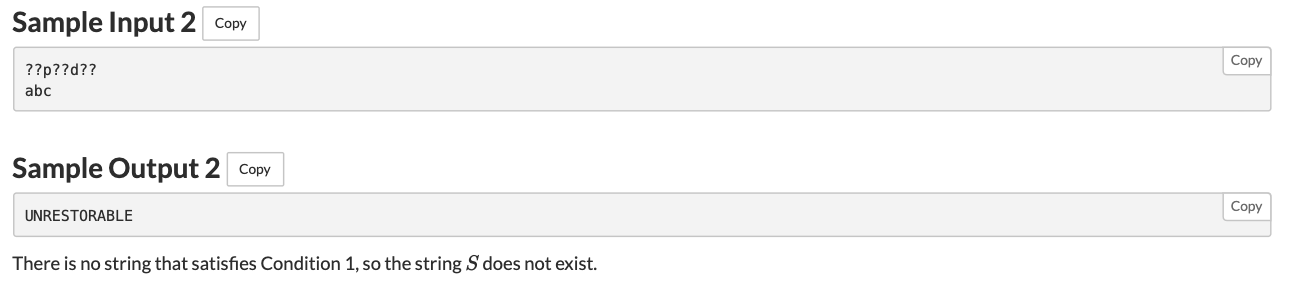 Sample Input 2 Copy
Copy
??p??d??
abc
Sample Output 2 Copy
Copy
UNRESTORABLE
There is no string that satisfies Condition 1, so the string S does not exist.